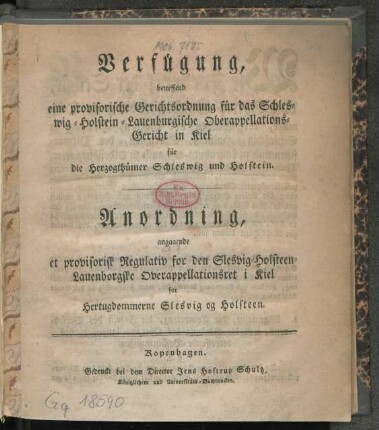 Verfügung,
betreffend
eine provisorische Gerichtsordnung für das Schles-
wig-Holstein-Lauenburgische Oberappellations-
Gericht in Kiel
für
die Herzogthümer Schleswig und Holstein.
Anordning,
angaaende
et provisorisk Regulativ for den Slesvig-Holsteen-
Lauenborgske Overappellationsret i Kiel
for
Hertugdømmerne Slesvig og Holsteen.
Kopenhagen.
Gedruckt bei dem Director Jens Hostrup Schultz,
Königlichem und Universitäts-Buchdrucker.
Gq 18590